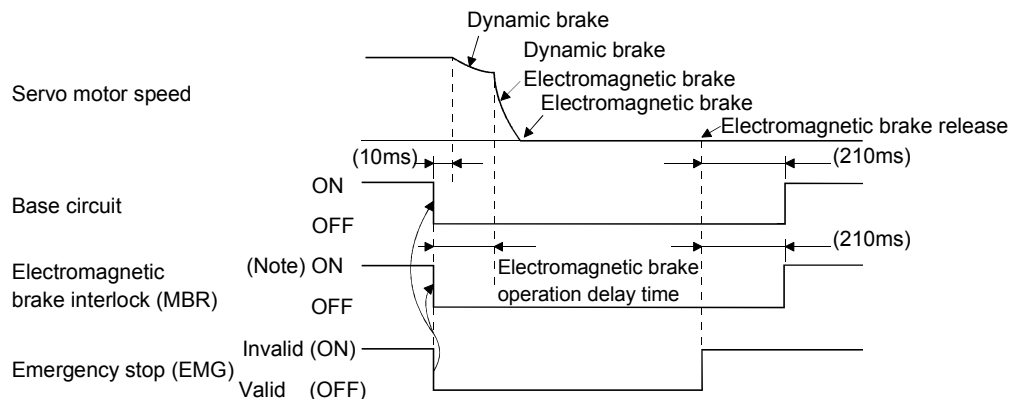 Dynamic brake
Dynamic brake
Electromagnetic brake
Electromagnetic brake
Servo motor speed
Electromagnetic brake release
(10ms)
(210ms)
ON
Base circuit
OFF
(210ms)
(Note) ON
Electromagnetic
brake interlock (MBR)
Electromagnetic brake
operation delay time
OFF
Invalid (ON)
Emergency stop (EMG)
Valid (OFF)